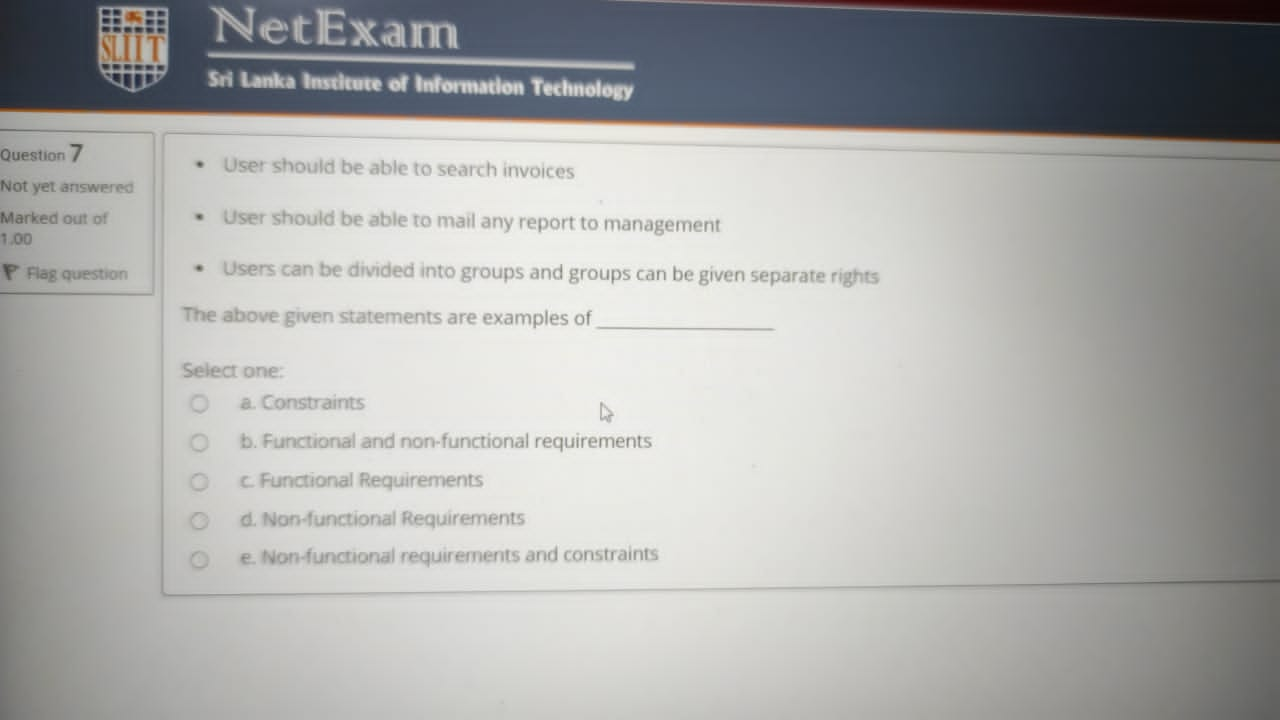 SLIIT
NetExam
Sri Lanka Institute of Information Technology
Question 7
Not yet answered
Marked out of
1.00
Flag question
• User should be able to search invoices
• User should be able to mail any report to management
• Users can be divided into groups and groups can be given separate rights
The above given statements are examples of ____________________
Select one:
a. Constraints
b. Functional and non-functional requirements
c. Functional Requirements
d. Non-functional Requirements
e. Non-functional requirements and constraints